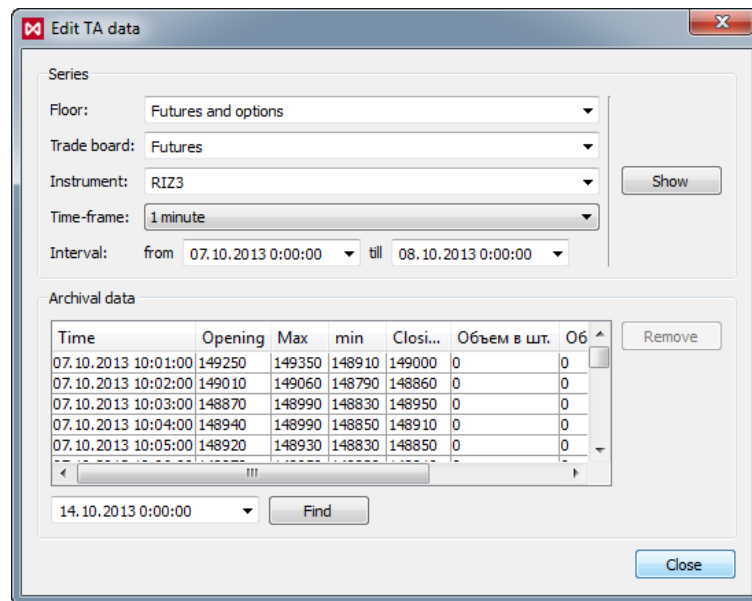 Edit TA data
Series
Floor: Futures and options
Trade board: Futures
Instrument: RIZ3 Show
Time-frame: 1 minute
Interval: from 07.10.2013 0:00:00 till 08.10.2013 0:00:00
Archival data
Time Opening Max min Closi... Объем в шт. Об Remove
07.10.2013 10:01:00 149250 149350 148910 149000 0 0
07.10.2013 10:02:00 149010 149060 148790 148860 0 0
07.10.2013 10:03:00 148870 148990 148830 148950 0 0
07.10.2013 10:04:00 148940 148990 148850 148910 0 0
07.10.2013 10:05:00 148920 148930 148830 148850 0 0
14.10.2013 0:00:00 Find
Close